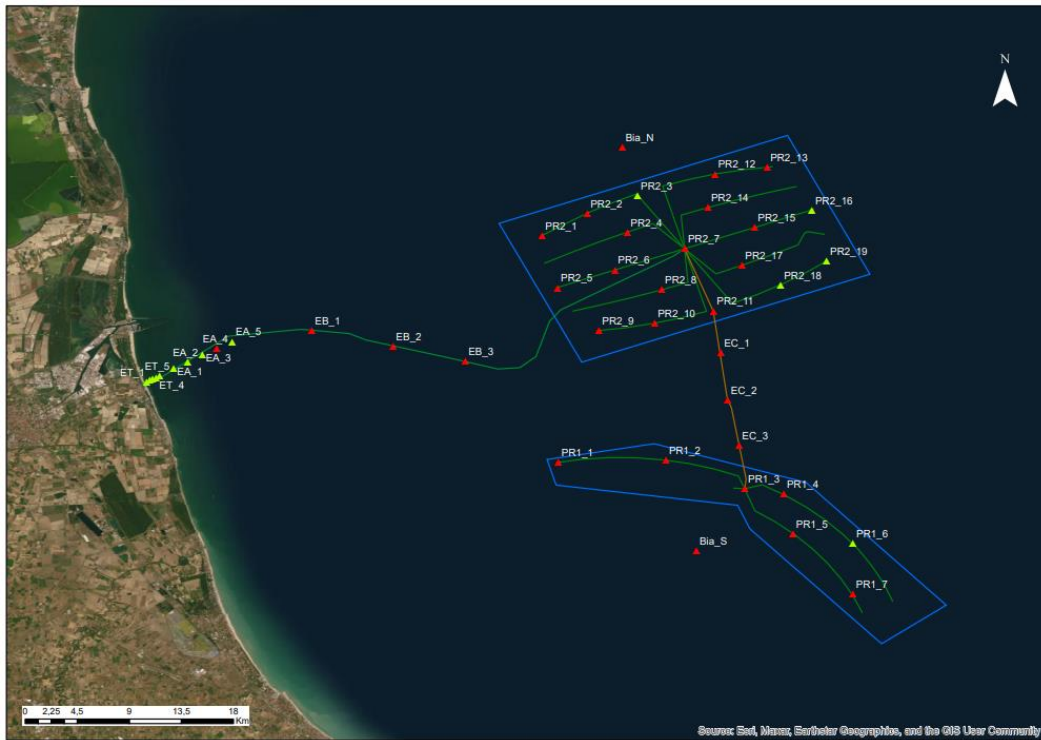 N
Bia_N
PR2_12
PR2_13
PR2_3
PR2_2
PR2_14
PR2_16
PR2_1
PR2_4
PR2_15
PR2_7
PR2_6
PR2_17
PR2_19
PR2_5
PR2_8
PR2_18
PR2_11
PR2_10
PR2_9
EB_1
EA_4
EA_5
EB_2
EC_1
EA_2
EA_3
EB_3
ET_5
ET_1
EA_1
ET_4
EC_2
EC_3
PR1_1
PR1_2
PR1_3
PR1_4
PR1_5
PR1_6
Bia_S
PR1_7
0 2,25 4,5 9 13,5 18
Km
Source: Esri, Maxar, Earthstar Geographics, and the GIS User Community